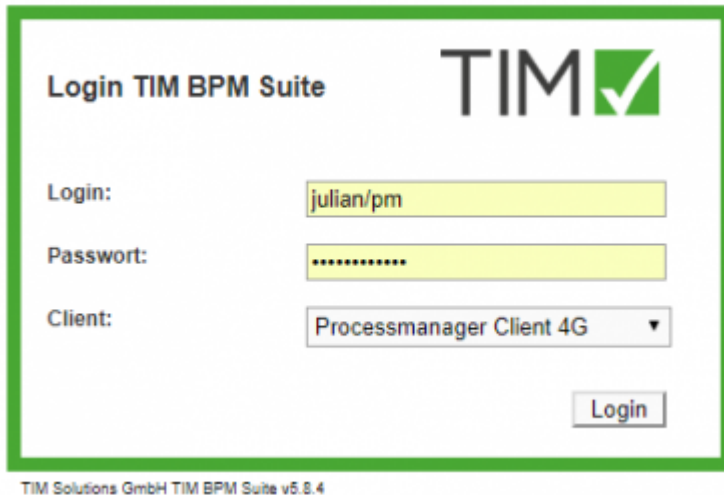 Login TIM BPM Suite
TIM
Login:
julian/pm
Passwort:
••••••••••••
Client:
Processmanager Client 4G
Login
TIM Solutions GmbH TIM BPM Suite v5.8.4